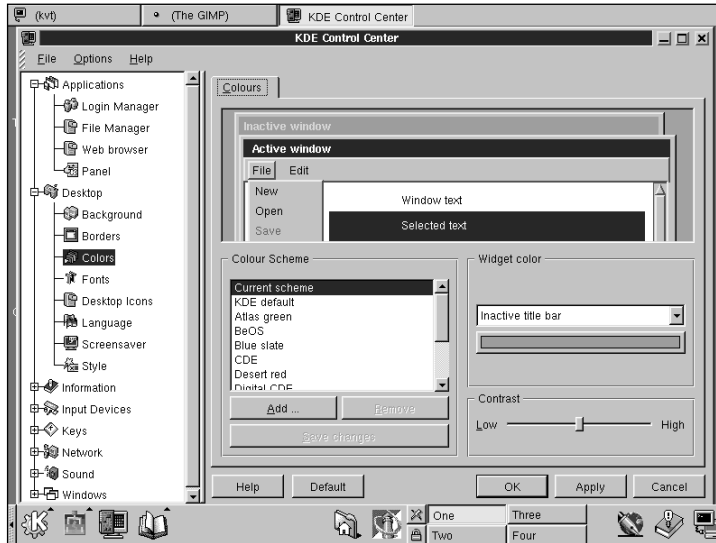 (kvt)
(The GIMP)
KDE Control Center
KDE Control Center
File Options Help
Applications
Login Manager
File Manager
Web browser
Panel
Desktop
Background
Borders
Colors
Fonts
Desktop Icons
Language
Screensaver
Style
Information
Input Devices
Keys
Network
Sound
Windows
Colours
Inactive window
Active window
File Edit
New
Open
Save
Window text
Selected text
Colour Scheme
Current scheme
KDE default
Atlas green
BeOS
Blue slate
CDE
Desert red
Digital CDE
Add ...
Remove
Save changes
Widget color
Inactive title bar
Contrast
Low High
Help Default OK Apply Cancel
One Three
Two Four